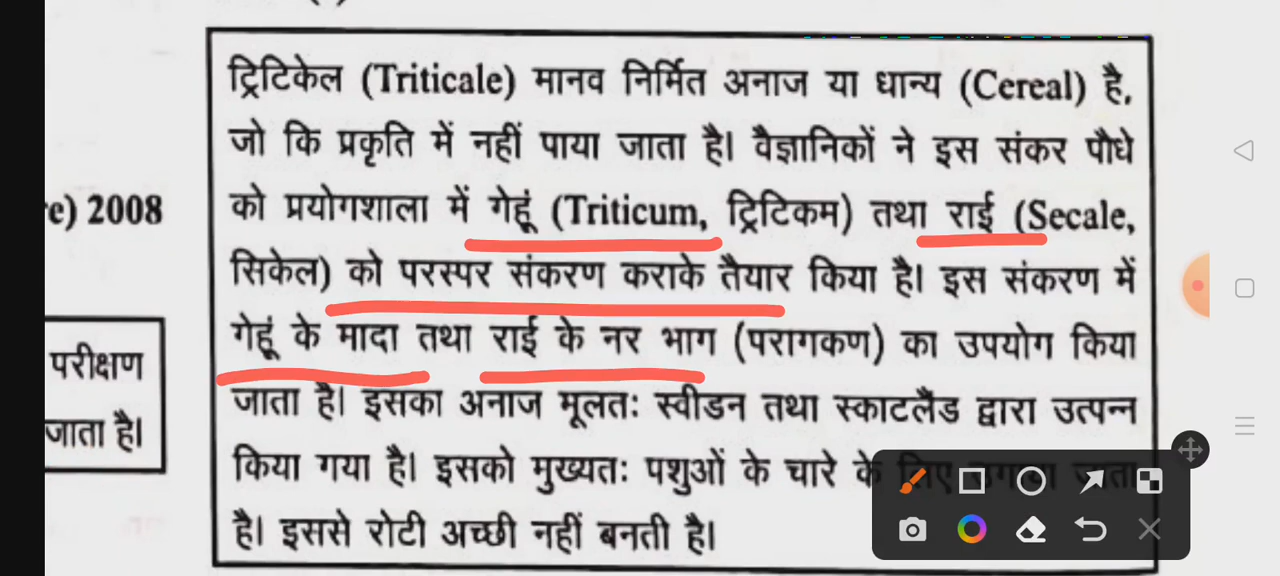 ट्रिटिकेल (Triticale) मानव निर्मित अनाज या धान्य (Cereal) है,
जो कि प्रकृति में नहीं पाया जाता है। वैज्ञानिकों ने इस संकर पौधे
को प्रयोगशाला में गेहूं (Triticum, ट्रिटिकम) तथा राई (Secale,
सिकेल) को परस्पर संकरण कराके तैयार किया है। इस संकरण में
गेहूं के मादा तथा राई के नर भाग (परागकण) का उपयोग किया
जाता है। इसका अनाज मूलतः स्वीडन तथा स्काटलैंड द्वारा उत्पन्न
किया गया है। इसको मुख्यतः पशुओं के चारे के लिए उगाया जाता
है। इससे रोटी अच्छी नहीं बनती है।
e) 2008
परीक्षण
जाता है।